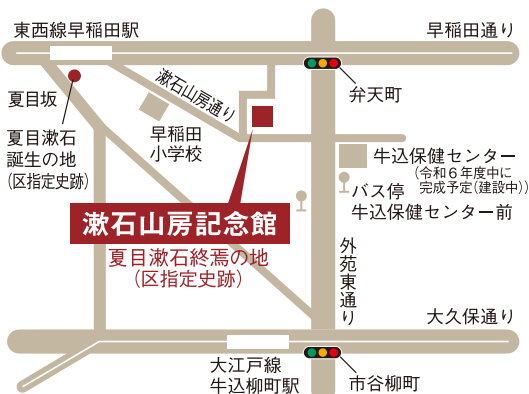 東西線早稲田駅
早稲田通り
夏目坂
漱石山房通り
弁天町
夏目漱石
誕生の地
(区指定史跡)
早稲田
小学校
牛込保健センター
(令和6年度中に
完成予定(建設中))
バス停
牛込保健センター前
漱石山房記念館
夏目漱石終焉の地
(区指定史跡)
外苑東通り
大久保通り
大江戸線
牛込柳町駅
市谷柳町